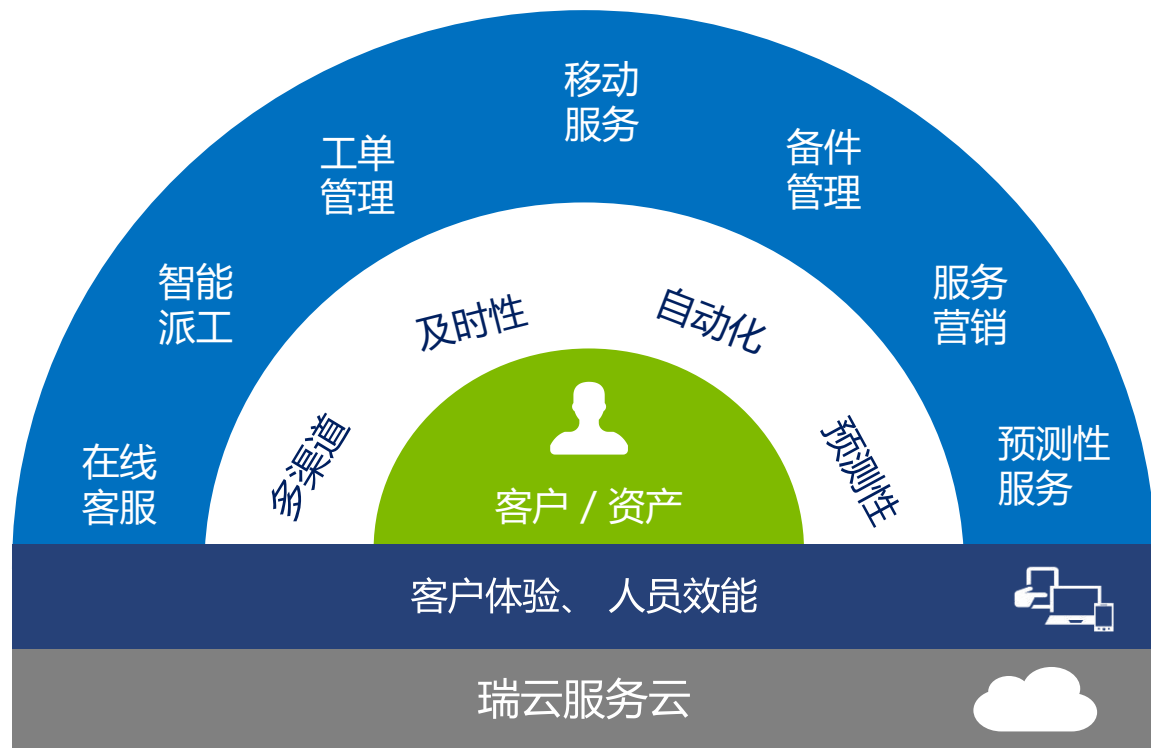 移动
服务
工单
管理
备件
管理
智能
派工
服务
营销
在线
客服
预测性
服务
及时性
自动化
多渠道
预测性
客户 / 资产
客户体验、 人员效能
瑞云服务云